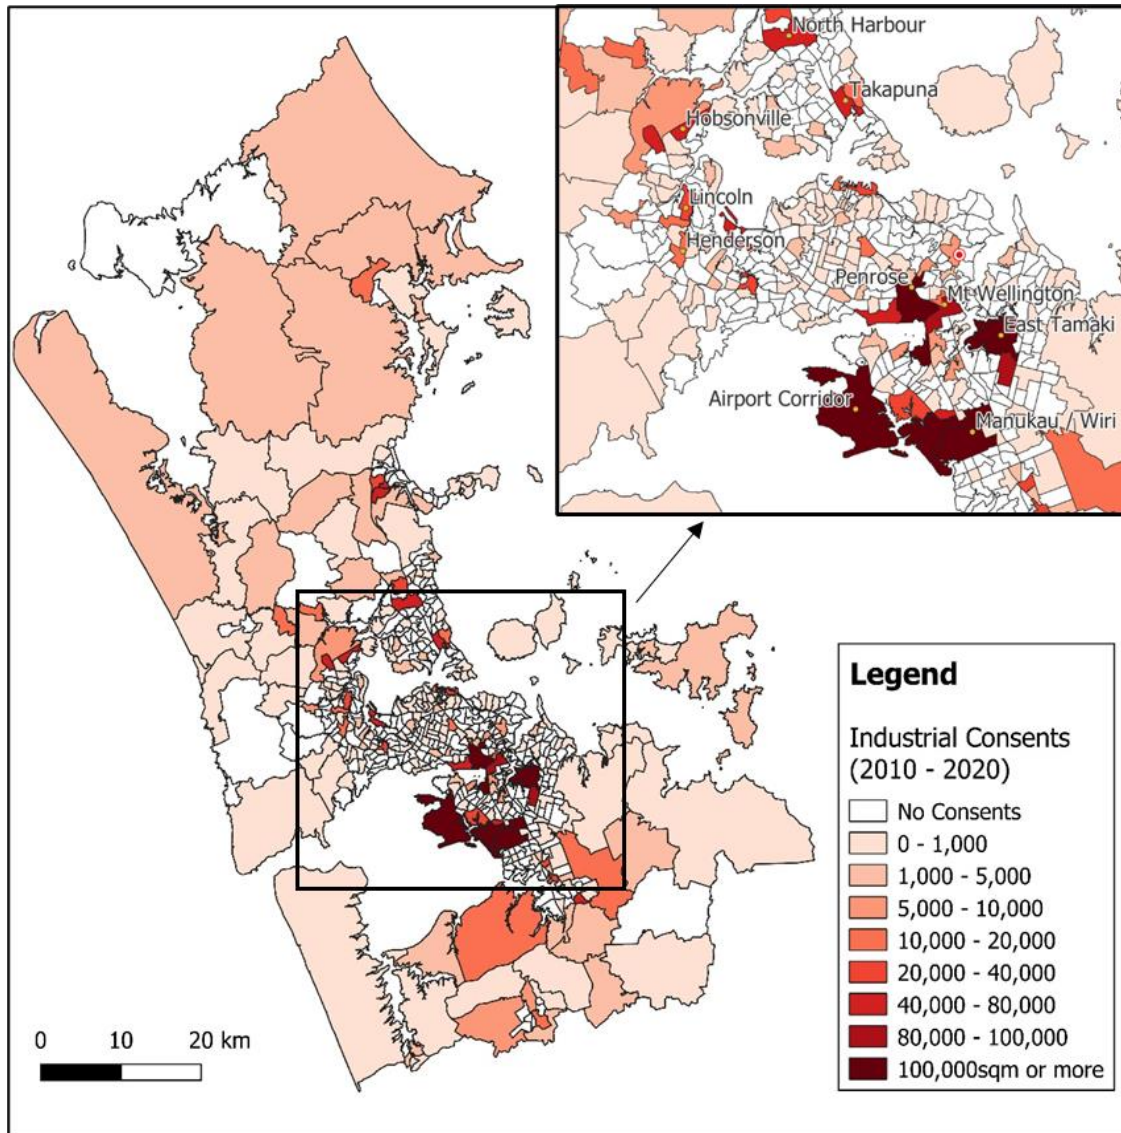 North Harbour
Takapuna
Hobsonville
Lincoln
Henderson
Penrose
Mt Wellington
East Tamaki
Airport Corridor
Manukau / Wiri
Legend
Industrial Consents
(2010 - 2020)
No Consents
0 - 1,000
1,000 - 5,000
5,000 - 10,000
10,000 - 20,000
20,000 - 40,000
40,000 - 80,000
80,000 - 100,000
100,000sqm or more
0 10 20 km